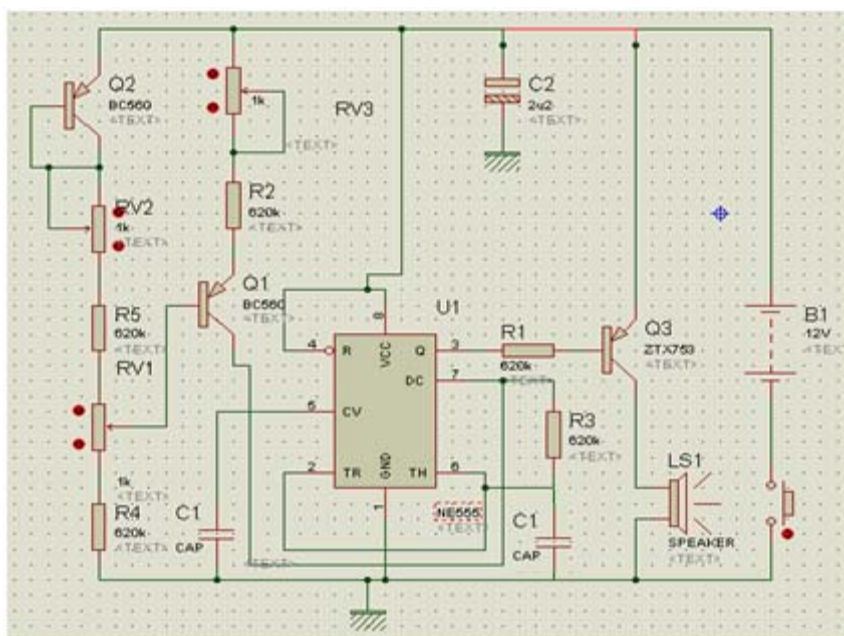 Q2
BC560
<TEXT>
1k
<TEXT>
RV3
C2
2u2
<TEXT>
RV2
1k
<TEXT>
R2
620k
<TEXT>
Q1
BC560
<TEXT>
R5
620k
<TEXT>
RV1
1k
<TEXT>
R4
620k
<TEXT>
C1
CAP
<TEXT>
U1
8
VCC
4
R
Q
3
DC
7
5
CV
2
TR
GND
TH
6
1
NE555
<TEXT>
R1
620k
<TEXT>
R3
620k
<TEXT>
C1
CAP
<TEXT>
Q3
ZTX753
<TEXT>
LS1
SPEAKER
<TEXT>
B1
12V
<TEXT>